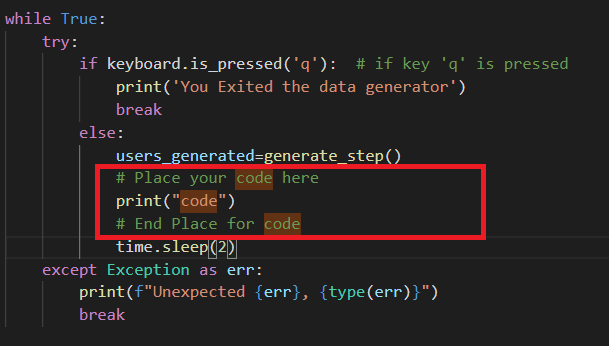 while True:
try:
if keyboard.is_pressed('q'):  # if key 'q' is pressed
print('You Exited the data generator')
break
else:
users_generated=generate_step()
# Place your code here
print("code")
# End Place for code
time.sleep(2)
except Exception as err:
print(f"Unexpected {err}, {type(err)}")
break